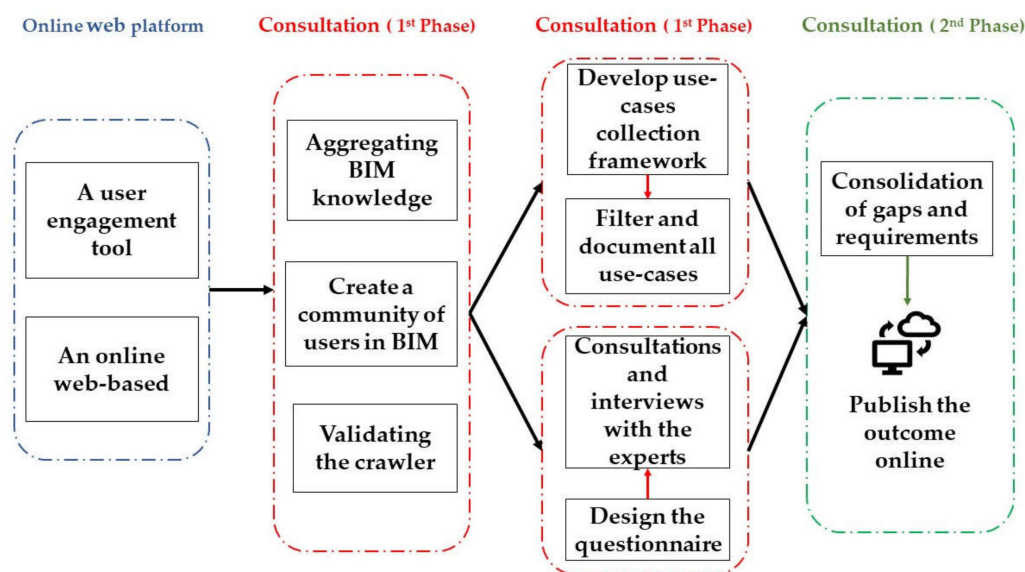 Online web platform
Consultation ( 1st Phase)
Consultation ( 1st Phase)
Consultation ( 2nd Phase)
A user
engagement
tool
An online
web-based
Aggregating
BIM
knowledge
Create a
community of
users in BIM
Validating
the crawler
Develop use-
cases
collection
framework
Filter and
document all
use-cases
Consultations
and
interviews
with the
experts
Design the
questionnaire
Consolidation
of gaps and
requirements
Publish the
outcome
online